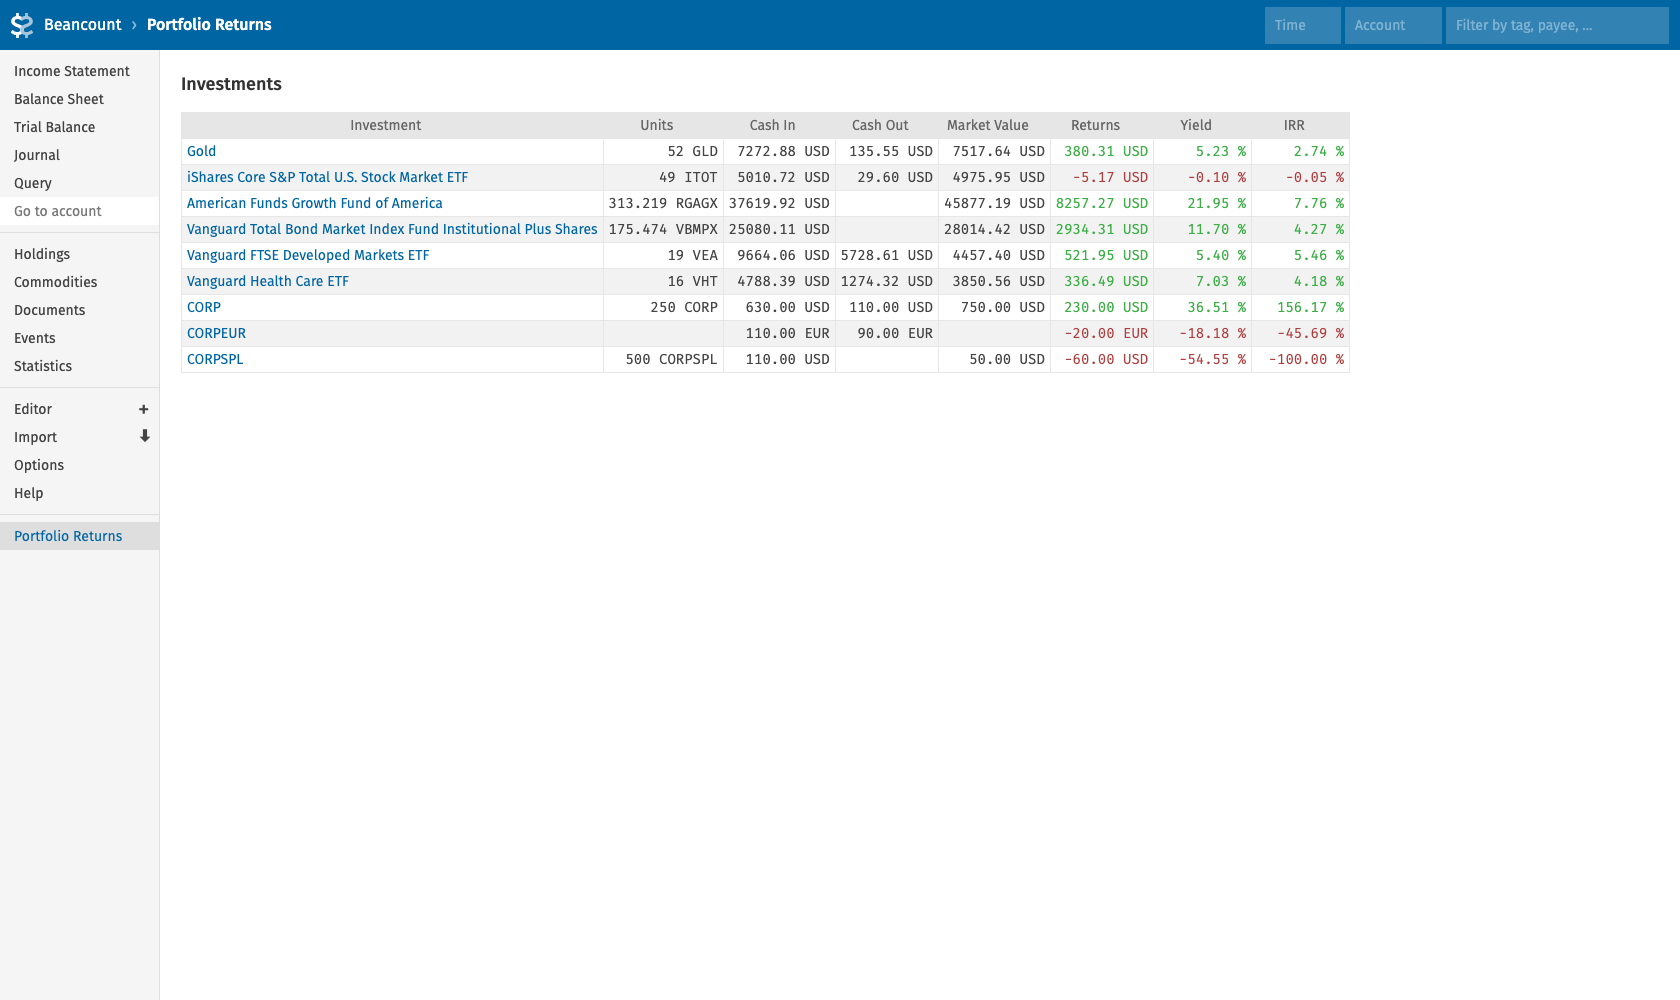 Beancount › Portfolio Returns
Time
Account
Filter by tag, payee, ...
Income Statement
Balance Sheet
Trial Balance
Journal
Query
Go to account
Holdings
Commodities
Documents
Events
Statistics
Editor +
Import
Options
Help
Portfolio Returns
Investments
Investment Units Cash In Cash Out Market Value Returns Yield IRR
Gold 52 GLD 7272.88 USD 135.55 USD 7517.64 USD 380.31 USD 5.23 % 2.74 %
iShares Core S&P Total U.S. Stock Market ETF 49 ITOT 5010.72 USD 29.60 USD 4975.95 USD -5.17 USD -0.10 % -0.05 %
American Funds Growth Fund of America 313.219 RGAGX 37619.92 USD 45877.19 USD 8257.27 USD 21.95 % 7.76 %
Vanguard Total Bond Market Index Fund Institutional Plus Shares 175.474 VBMPX 25080.11 USD 28014.42 USD 2934.31 USD 11.70 % 4.27 %
Vanguard FTSE Developed Markets ETF 19 VEA 9664.06 USD 5728.61 USD 4457.40 USD 521.95 USD 5.40 % 5.46 %
Vanguard Health Care ETF 16 VHT 4788.39 USD 1274.32 USD 3850.56 USD 336.49 USD 7.03 % 4.18 %
CORP 250 CORP 630.00 USD 110.00 USD 750.00 USD 230.00 USD 36.51 % 156.17 %
CORPEUR 110.00 EUR 90.00 EUR -20.00 EUR -18.18 % -45.69 %
CORPSPL 500 CORPSPL 110.00 USD 50.00 USD -60.00 USD -54.55 % -100.00 %